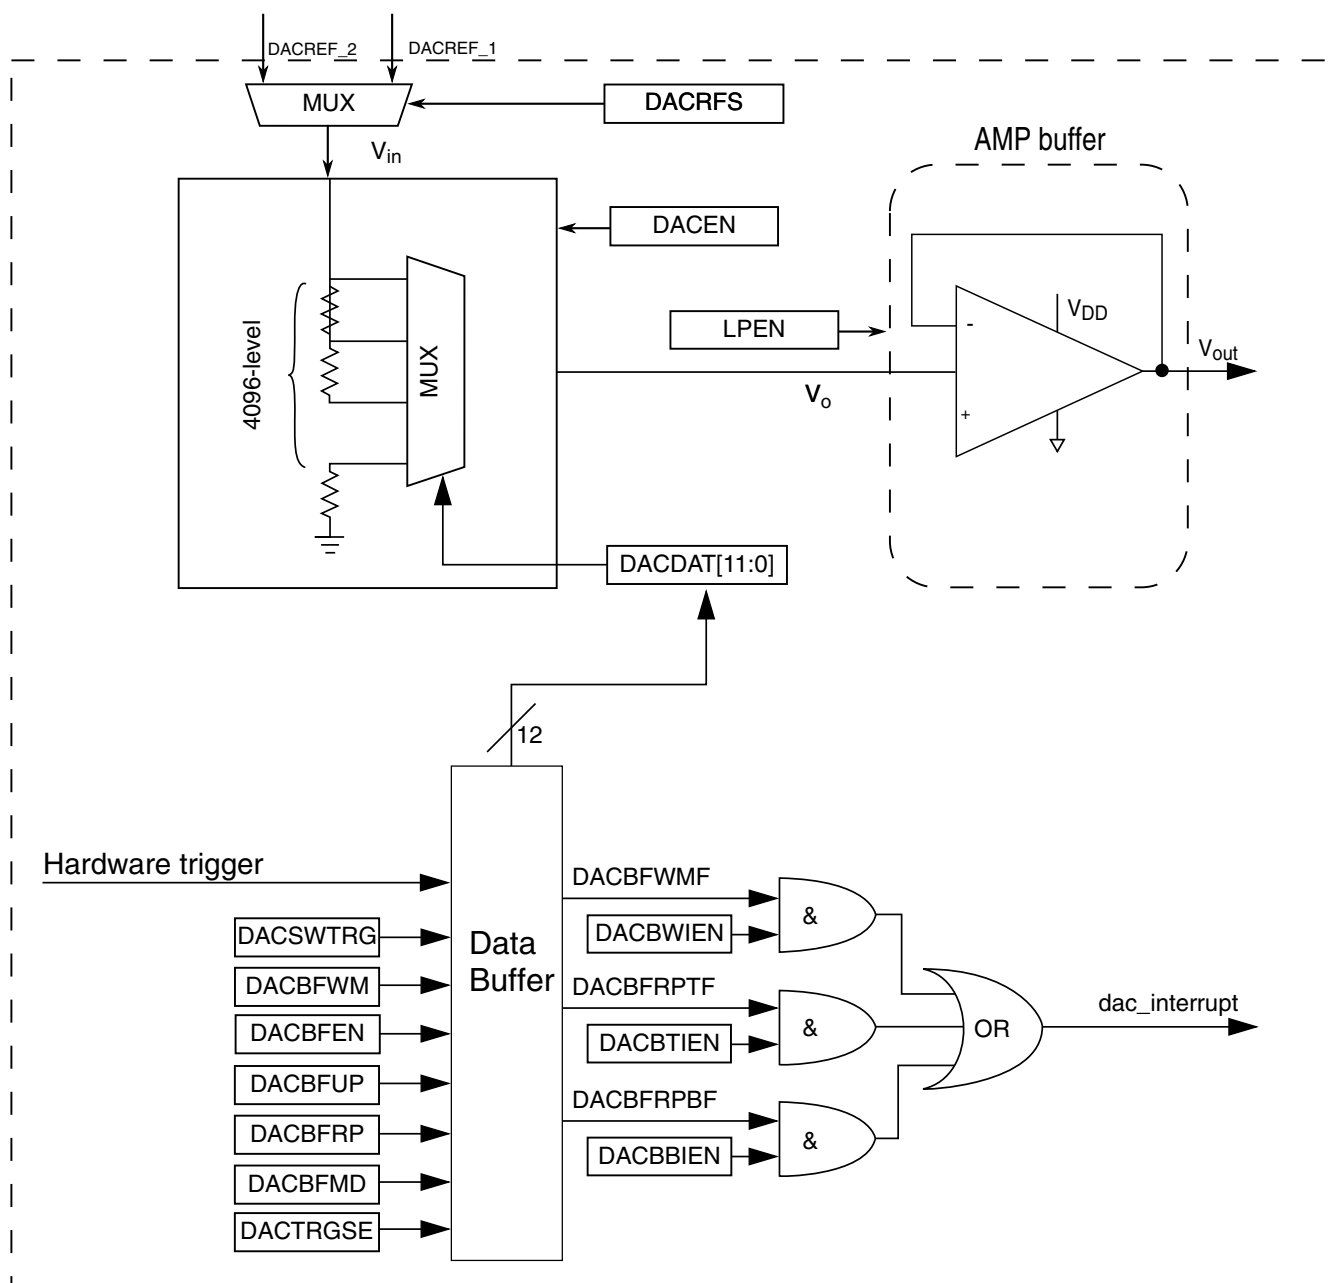 DACREF_2
DACREF_1
MUX
DACRFS
Vin
AMP buffer
DACEN
4096-level
MUX
LPEN
-
VDD
Vout
Vo
+
DACDAT[11:0]
12
Hardware trigger
DACSWTRG
DACBFWM
DACBFEN
DACBFUP
DACBFRP
DACBFMD
DACTRGSE
Data
Buffer
DACBFWMF
DACBWIEN
&
DACBFRPTF
DACBTIEN
&
DACBFRPBF
DACBBIEN
&
OR
dac_interrupt